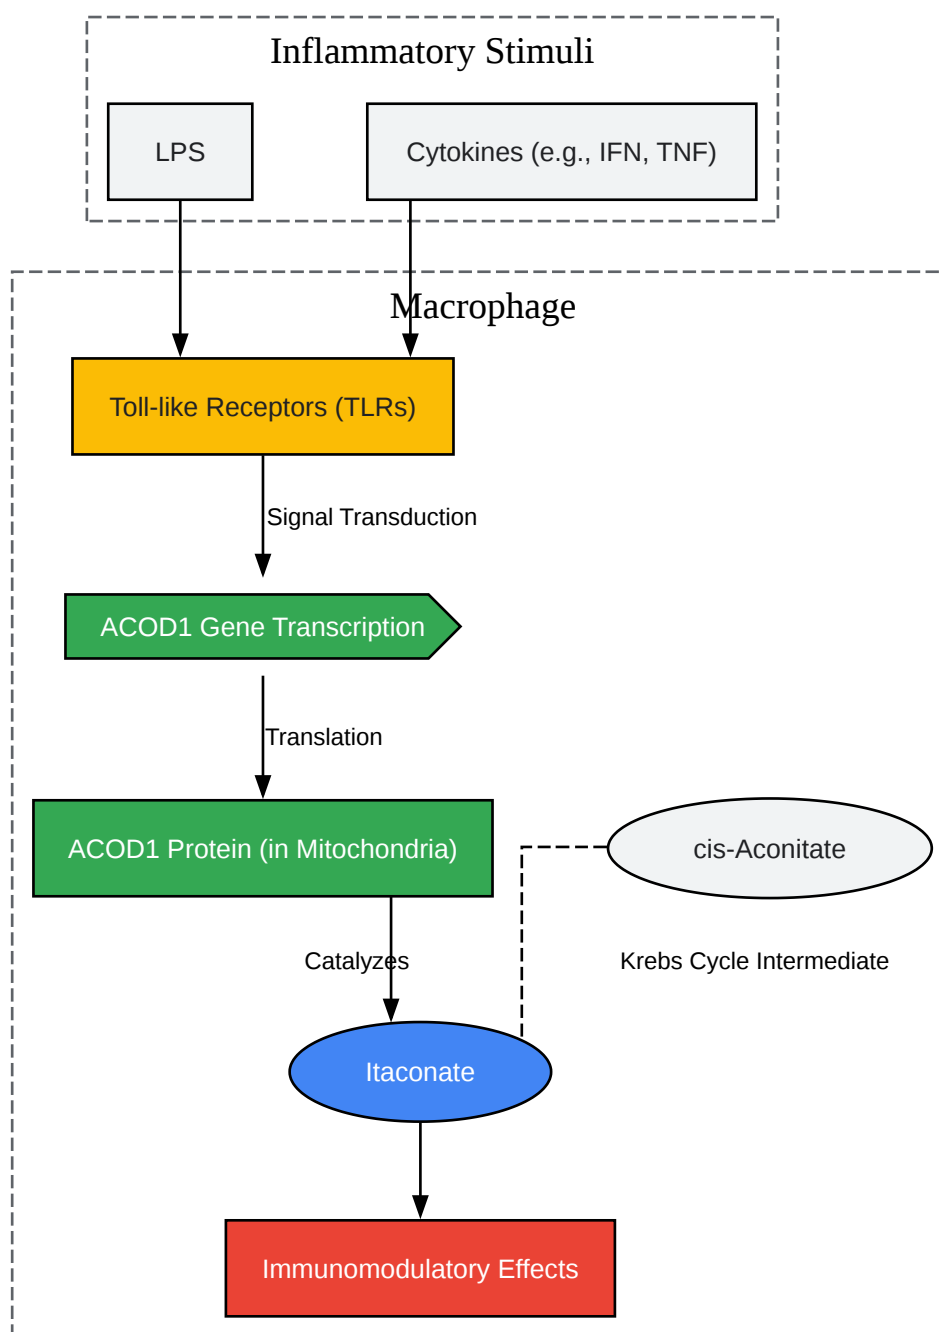 Inflammatory Stimuli
LPS
Cytokines (e.g., IFN, TNF)
Macrophage
Toll-like Receptors (TLRs)
Signal Transduction
ACOD1 Gene Transcription
Translation
ACOD1 Protein (in Mitochondria)
cis-Aconitate
Catalyzes
Krebs Cycle Intermediate
Itaconate
Immunomodulatory Effects